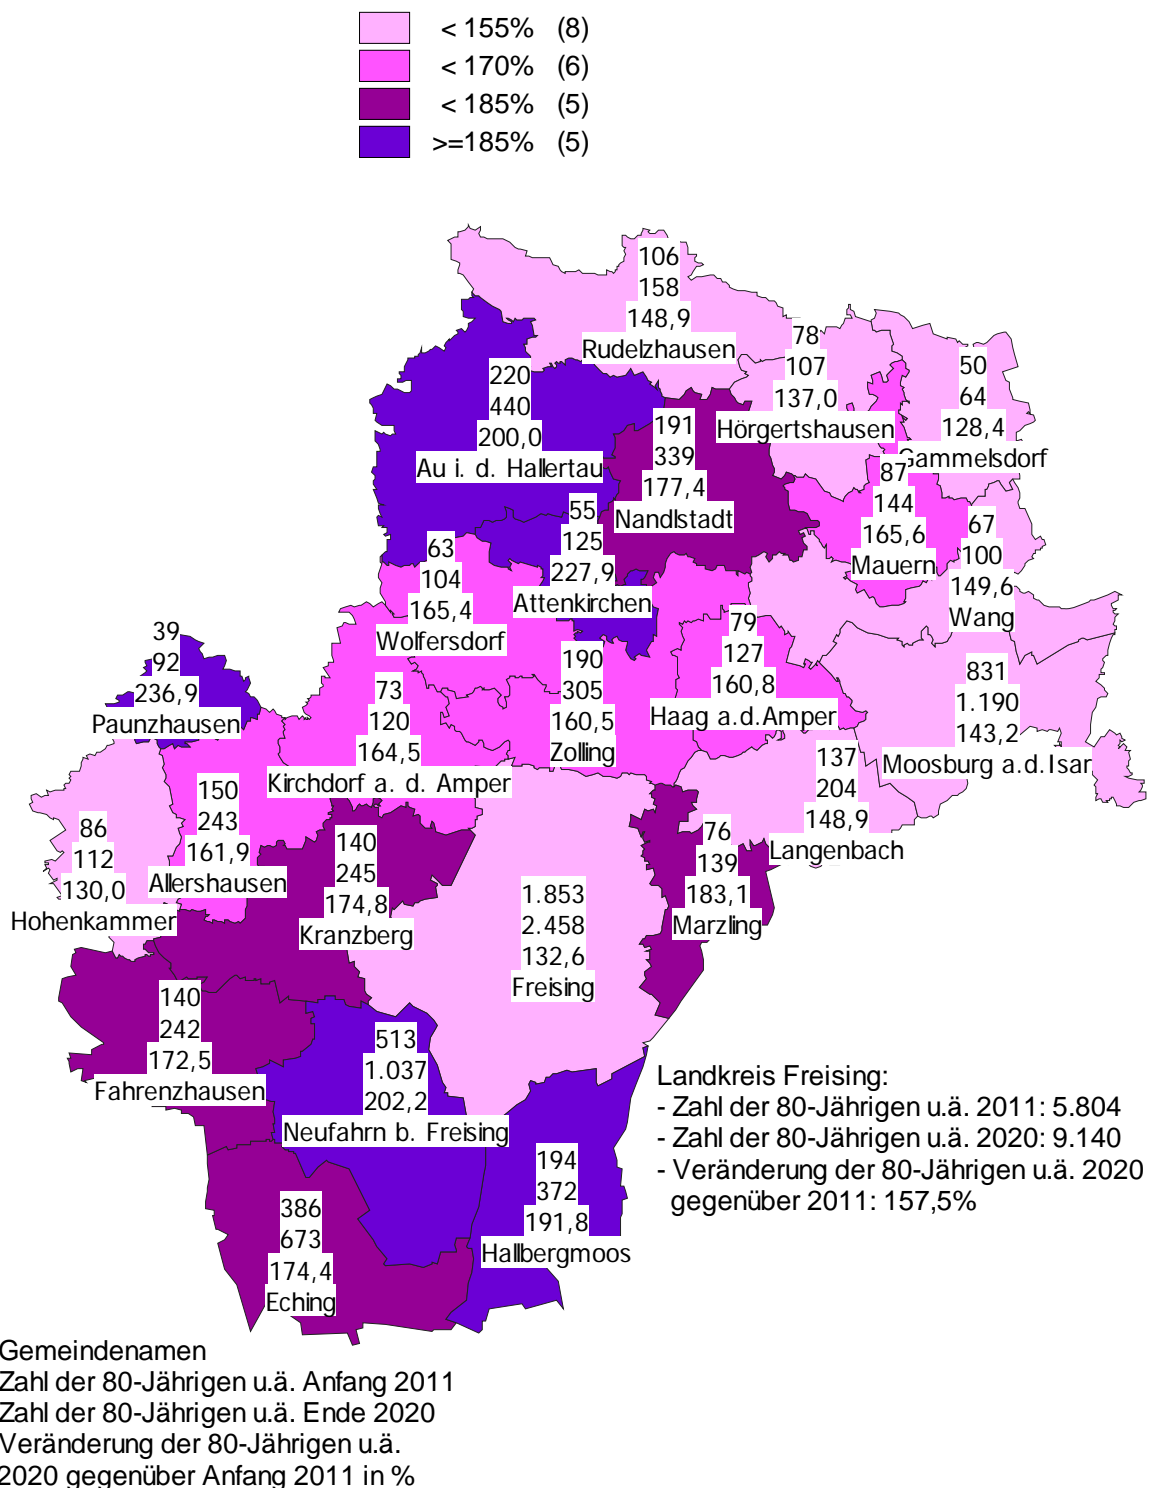 < 155% (8)
< 170% (6)
< 185% (5)
>=185% (5)
106
158
148,9
Rudelzhausen
78
107
137,0
Hörgertshausen
50
64
128,4
Gammelsdorf
220
440
200,0
Au i. d. Hallertau
191
339
177,4
Nandlstadt
87
144
165,6
Mauern
67
100
149,6
Wang
55
125
227,9
Attenkirchen
63
104
165,4
Wolfersdorf
39
92
236,9
Paunzhausen
79
127
160,8
Haag a.d.Amper
190
305
160,5
Zolling
73
120
164,5
Kirchdorf a. d. Amper
831
1.190
143,2
Moosburg a.d.Isar
137
204
148,9
Langenbach
150
243
161,9
Allershausen
86
112
130,0
Hohenkammer
140
245
174,8
Kranzberg
76
139
183,1
Marzling
1.853
2.458
132,6
Freising
140
242
172,5
Fahrenzhausen
513
1.037
202,2
Neufahrn b. Freising
194
372
191,8
Hallbergmoos
386
673
174,4
Eching
Landkreis Freising:
- Zahl der 80-Jährigen u.ä. 2011: 5.804
- Zahl der 80-Jährigen u.ä. 2020: 9.140
- Veränderung der 80-Jährigen u.ä. 2020
gegenüber 2011: 157,5%
Gemeindenamen
Zahl der 80-Jährigen u.ä. Anfang 2011
Zahl der 80-Jährigen u.ä. Ende 2020
Veränderung der 80-Jährigen u.ä.
2020 gegenüber Anfang 2011 in %